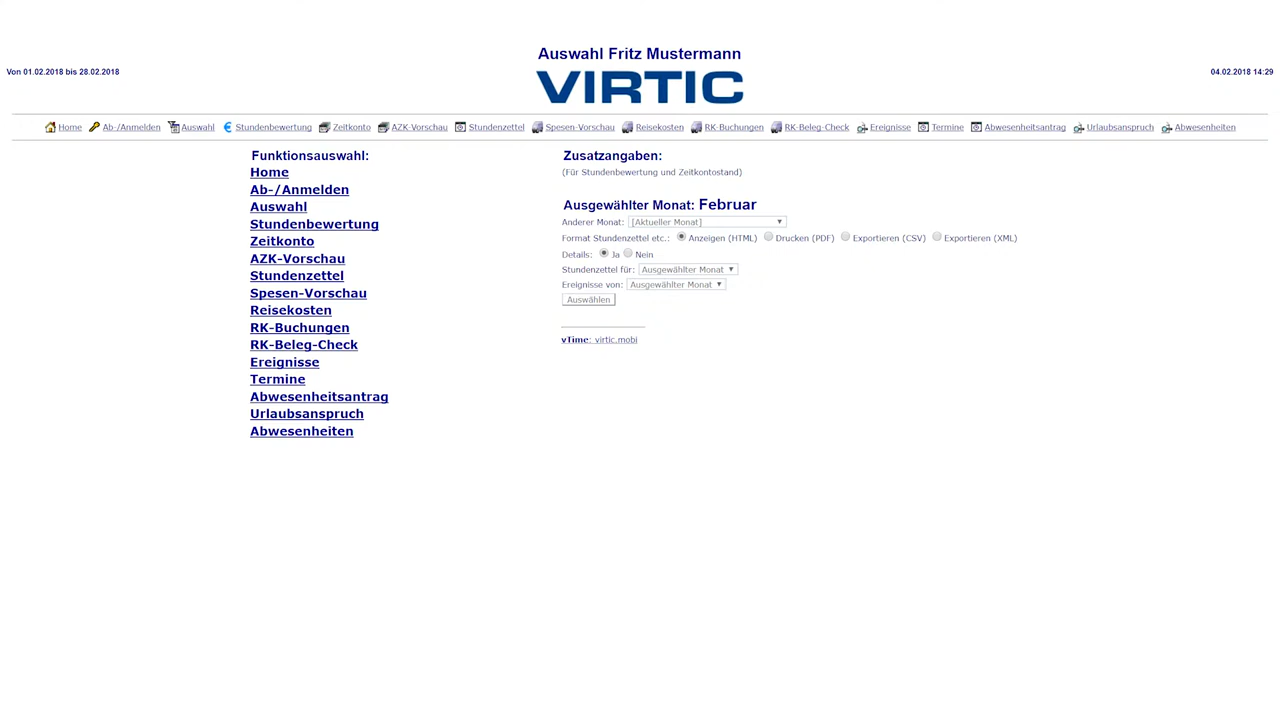 Auswahl Fritz Mustermann
Von 01.02.2018 bis 28.02.2018
04.02.2018 14:29
VIRTIC
Home Ab-/Anmelden Auswahl Stundenbewertung Zeitkonto AZK-Vorschau Stundenzettel Spesen-Vorschau Reisekosten RK-Buchungen RK-Beleg-Check Ereignisse Termine Abwesenheitsantrag Urlaubsanspruch Abwesenheiten
Funktionsauswahl:
Home
Ab-/Anmelden
Auswahl
Stundenbewertung
Zeitkonto
AZK-Vorschau
Stundenzettel
Spesen-Vorschau
Reisekosten
RK-Buchungen
RK-Beleg-Check
Ereignisse
Termine
Abwesenheitsantrag
Urlaubsanspruch
Abwesenheiten
Zusatzangaben:
(Für Stundenbewertung und Zeitkontostand)
Ausgewählter Monat: Februar
Anderer Monat: [Aktueller Monat]
Format Stundenzettel etc.: Anzeigen (HTML) Drucken (PDF) Exportieren (CSV) Exportieren (XML)
Details: Ja Nein
Stundenzettel für: Ausgewählter Monat
Ereignisse von: Ausgewählter Monat
Auswählen
vTime: virtic.mobi